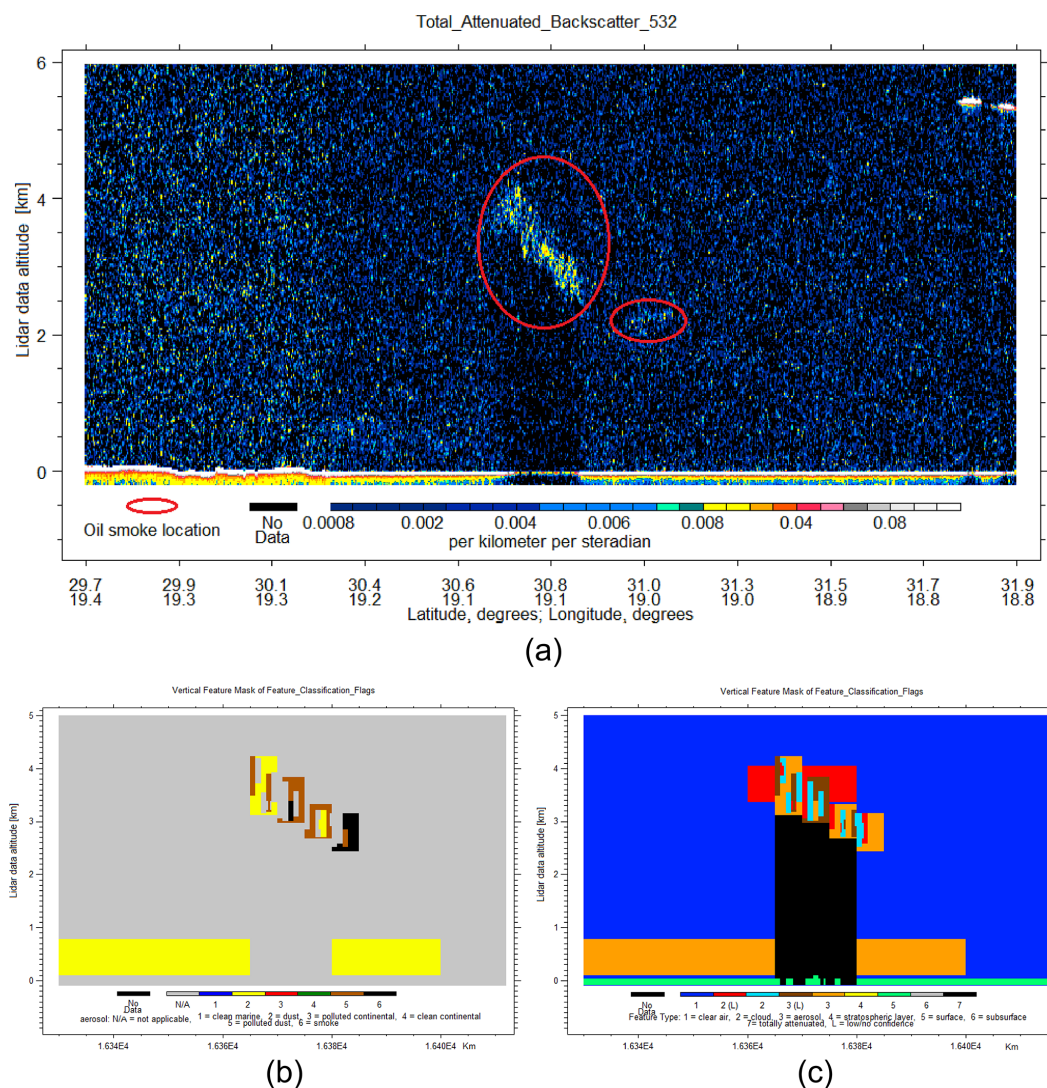 Total_Attenuated_Backscatter_532
6
4
2
0
Lidar data altitude [km]
Oil smoke location
No
Data
0.0008 0.002 0.004 0.006 0.008 0.04 0.08
per kilometer per steradian
29.7 29.9 30.1 30.4 30.6 30.8 31.0 31.3 31.5 31.7 31.9
19.4 19.3 19.3 19.2 19.1 19.1 19.0 19.0 18.9 18.8 18.8
Latitude, degrees; Longitude, degrees
(a)
Vertical Feature Mask of Feature_Classification_Flags
5
4
3
2
1
0
Lidar data altitude [km]
No
Data
N/A 1 2 3 4 5 6
aerosol: N/A = not applicable, 1 = clean marine, 2 = dust, 3 = polluted continental, 4 = clean continental
5 = polluted dust, 6 = smoke
1.634E4 1.636E4 1.638E4 1.640E4 Km
(b)
Vertical Feature Mask of Feature_Classification_Flags
5
4
3
2
1
0
Lidar data altitude [km]
No
Data
1 2(L) 2 3(L) 3 4 5 6 7
Feature Type: 1 = clear air, 2 = cloud, 3 = aerosol, 4 = stratospheric layer, 5 = surface, 6 = subsurface
7= totally attenuated, L = low/no confidence
1.634E4 1.636E4 1.638E4 1.640E4 Km
(c)